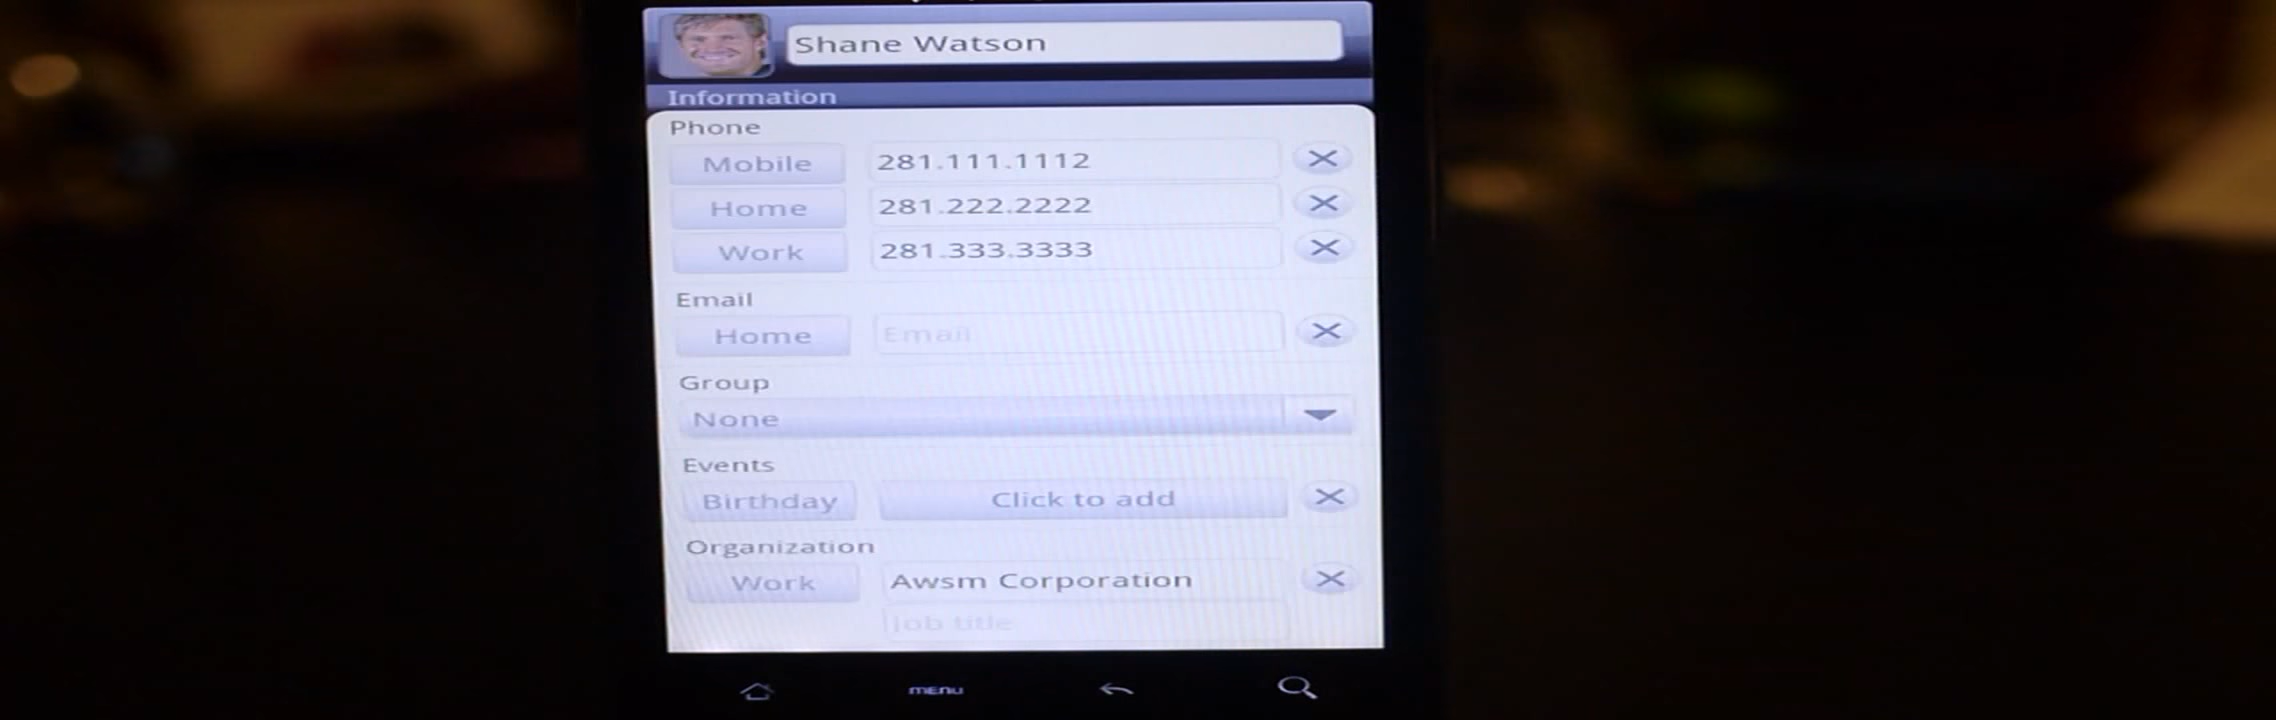 Shane Watson
Information
Phone
Mobile 281.111.1112
Home 281.222.2222
Work 281.333.3333
Email
Home Email
Group
None
Events
Birthday Click to add
Organization
Work Awsm Corporation
Job title
menu